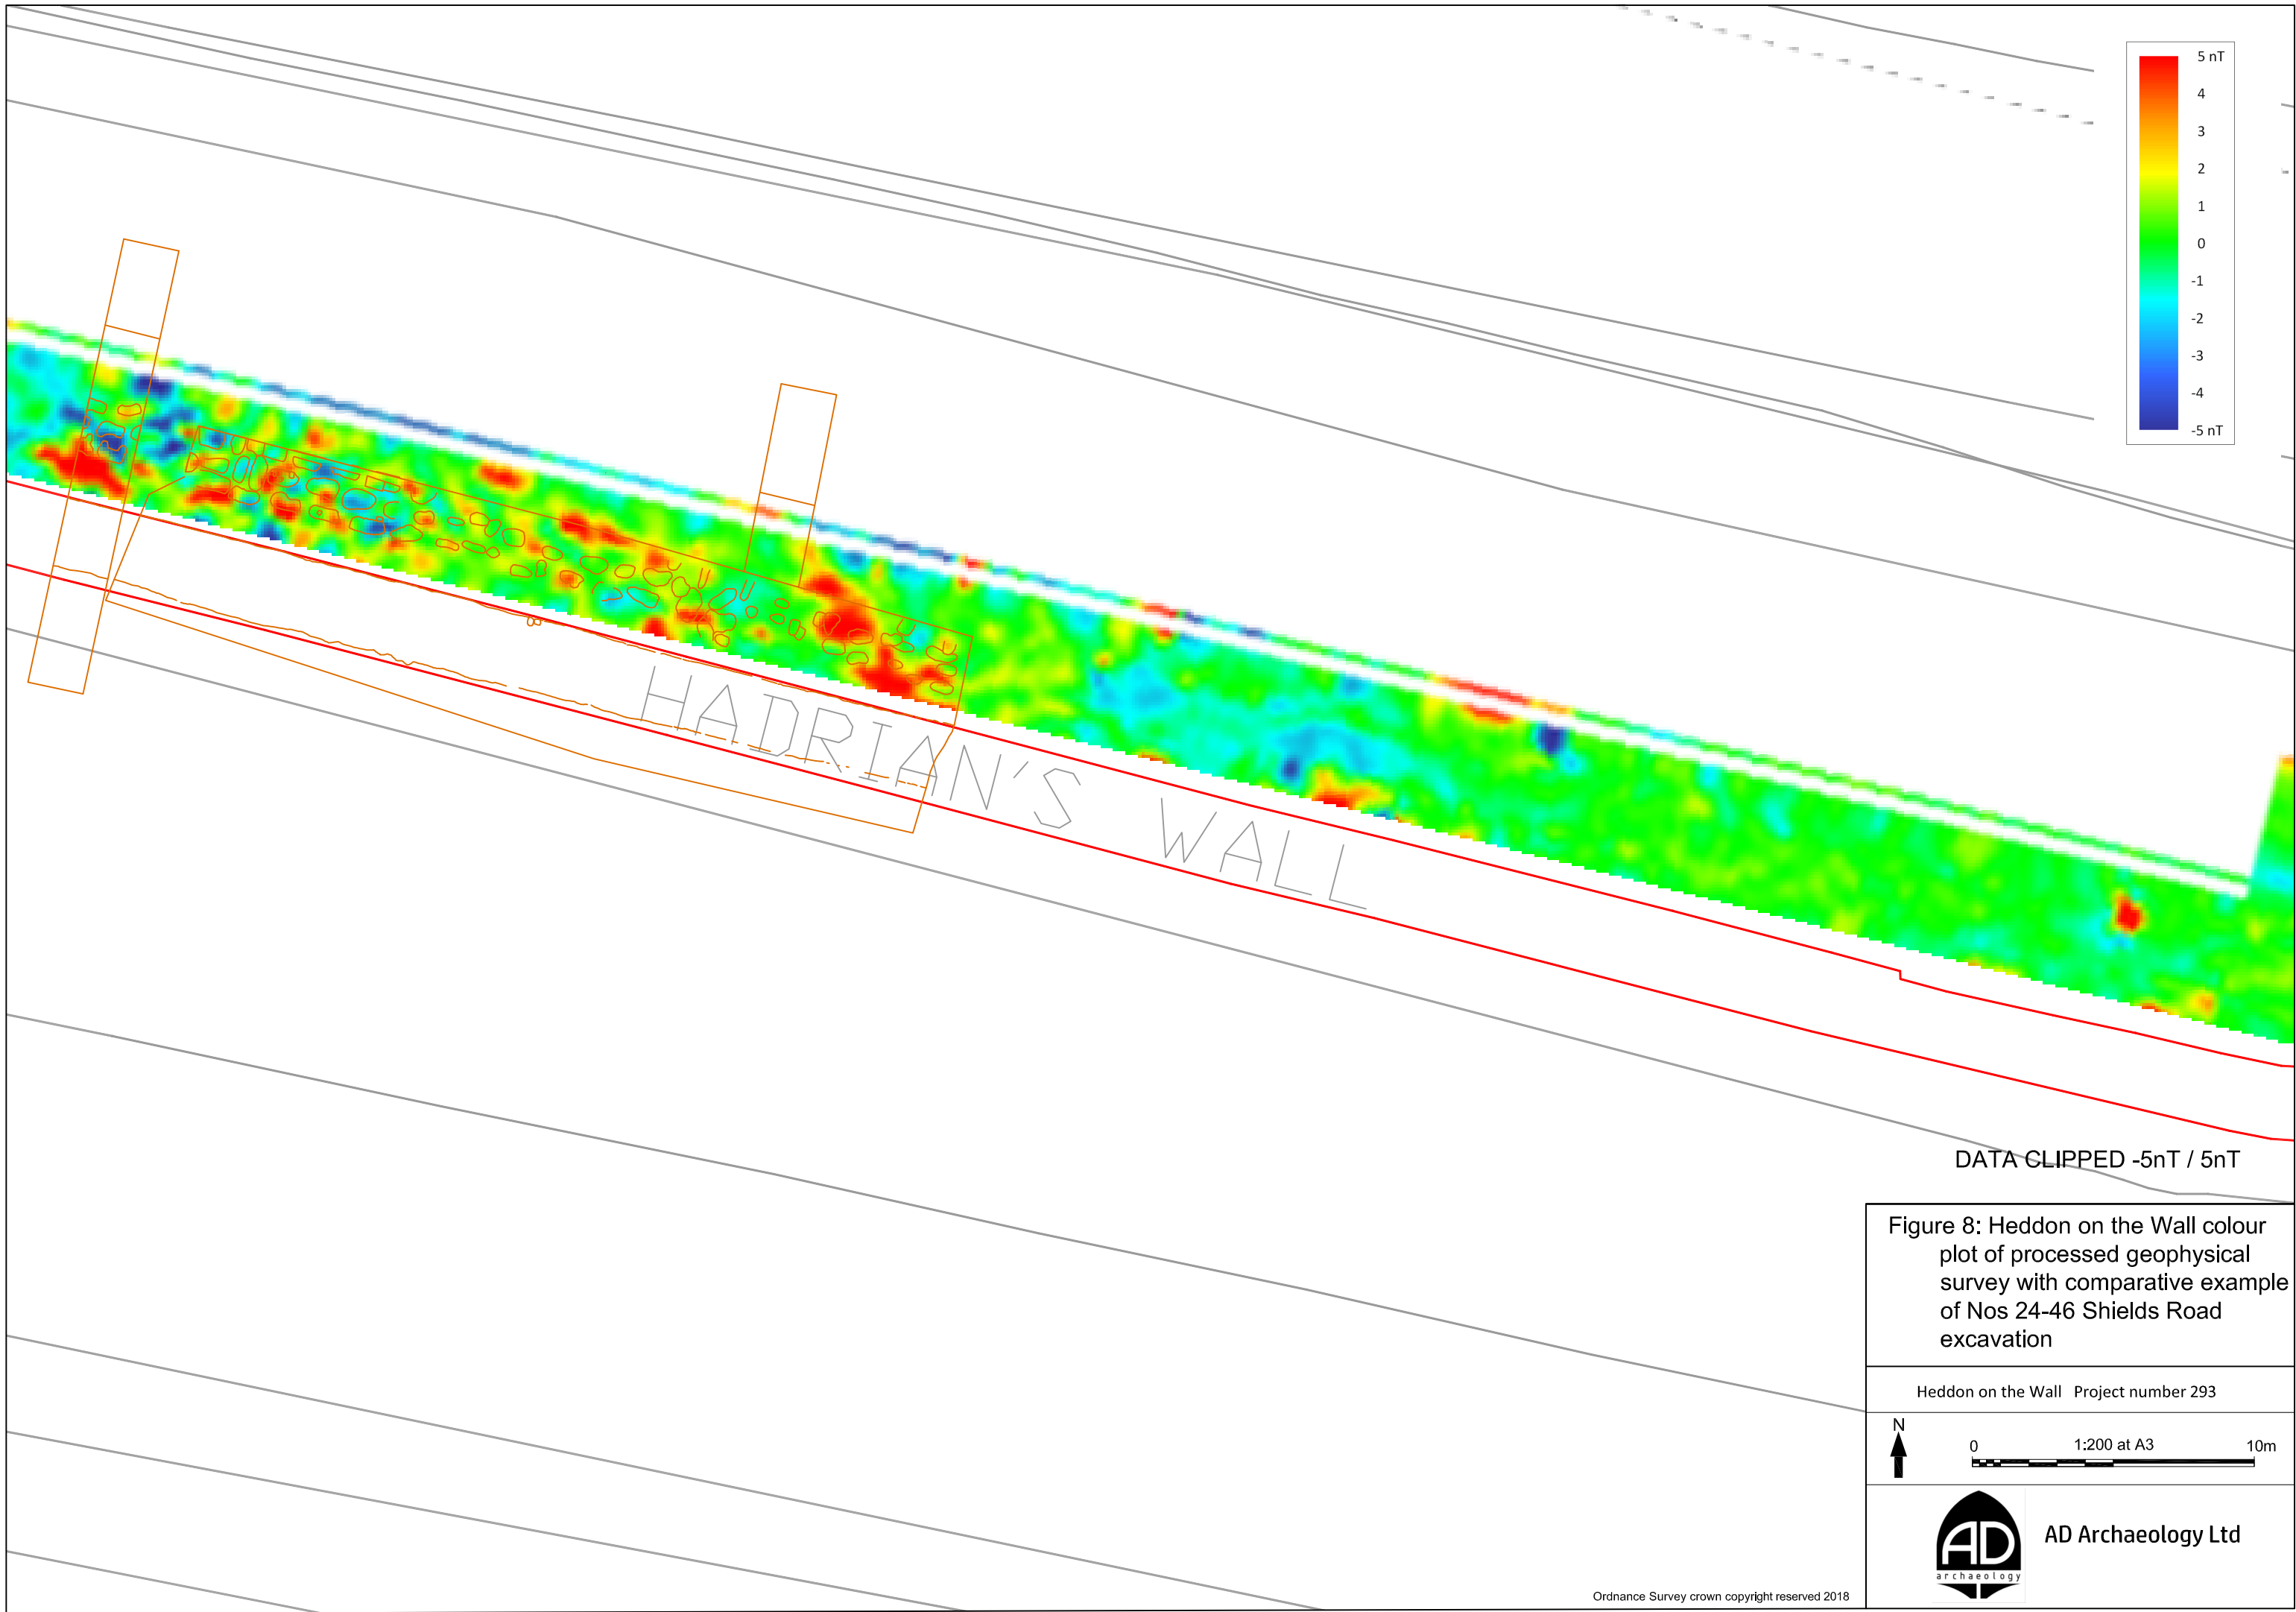 5 nT
4
3
2
1
0
-1
-2
-3
-4
-5 nT
HADRIAN'S WALL
DATA CLIPPED -5nT / 5nT
Figure 8: Heddon on the Wall colour
plot of processed geophysical
survey with comparative example
of Nos 24-46 Shields Road
excavation
Heddon on the Wall Project number 293
N
0 1:200 at A3 10m
AD
archaeology
AD Archaeology Ltd
Ordnance Survey crown copyright reserved 2018